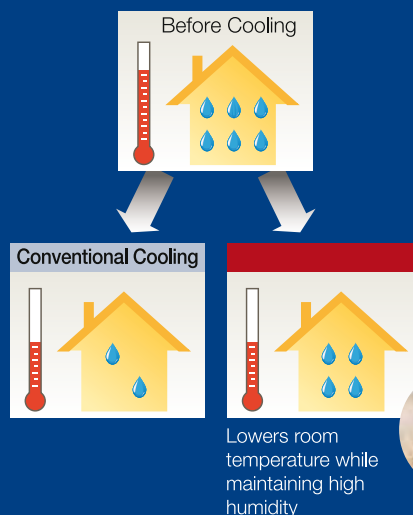 Before Cooling
Conventional Cooling
Lowers room
temperature while
maintaining high
humidity